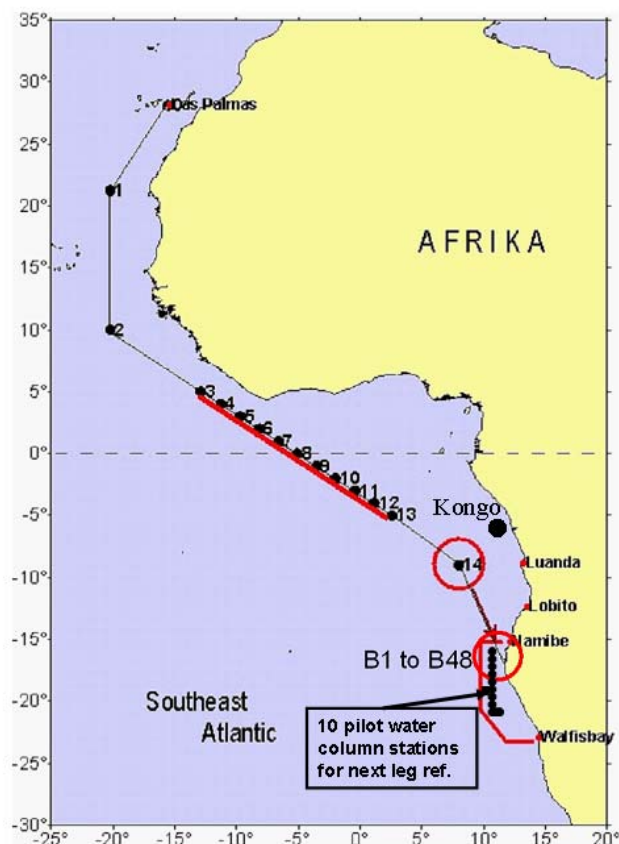 35°
30°
Las Palmas
25°
1
20°
AFRIKA
15°
10°
2
5°
3
4
5
6
7
0°
8
9
10
11
12
-5°
13
Kongo
14
Luanda
-10°
Lobito
-15°
Namibe
B1 to B48
-20°
Southeast
Atlantic
10 pilot water
column stations
for next leg ref.
Walfisbay
-25°
-30°
-25° -20° -15° -10° -5° 0° 5° 10° 15° 20°